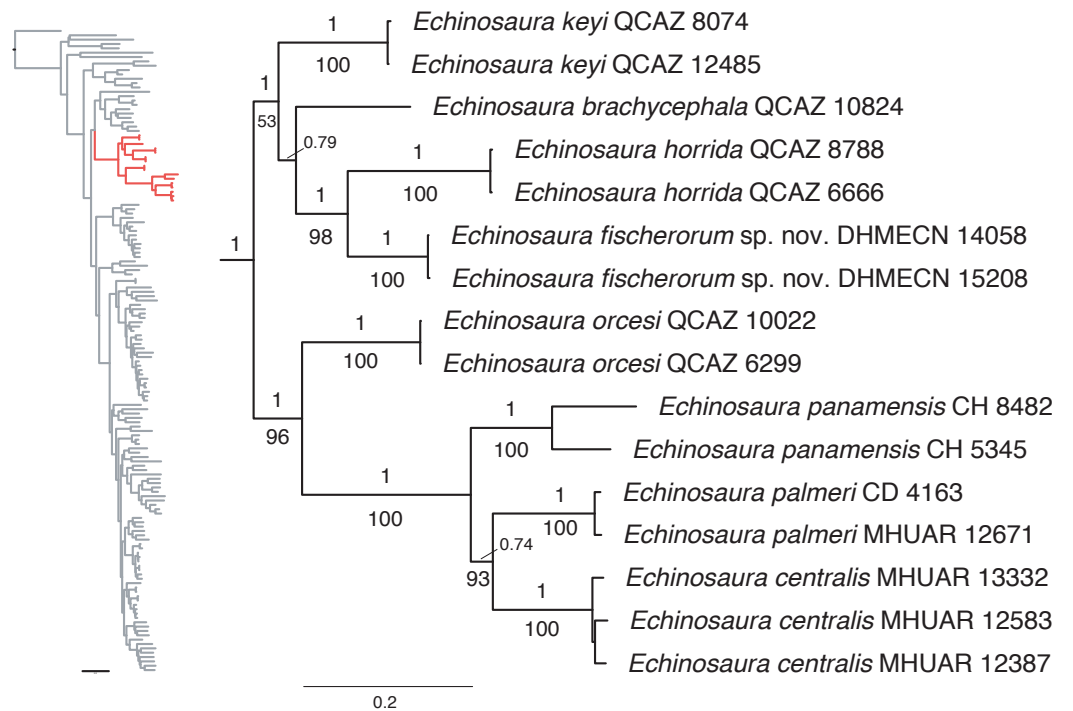 1
Echinosaura keyi QCAZ 8074
100
Echinosaura keyi QCAZ 12485
1
53
Echinosaura brachycephala QCAZ 10824
0.79
1
Echinosaura horrida QCAZ 8788
100
Echinosaura horrida QCAZ 6666
1
98
1
Echinosaura fischerorum sp. nov. DHMECN 14058
100
Echinosaura fischerorum sp. nov. DHMECN 15208
1
1
Echinosaura orcesi QCAZ 10022
100
Echinosaura orcesi QCAZ 6299
1
96
1
Echinosaura panamensis CH 8482
100
Echinosaura panamensis CH 5345
1
100
1
Echinosaura palmeri CD 4163
100
Echinosaura palmeri MHUAR 12671
0.74
93
1
Echinosaura centralis MHUAR 13332
100
Echinosaura centralis MHUAR 12583
Echinosaura centralis MHUAR 12387
0.2